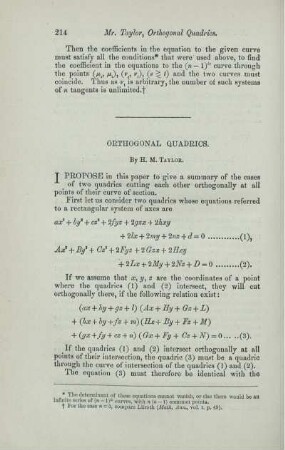 214 Mr. Taylor, Orthogonal Quadrics.
Then the coefficients in the equation to the given curve
must satisfy all the conditions* that were used above, to find
the coefficient in the equations to the (n − 1)ᵗʰ curve through
the points and the two curves must
coincide. Thus as is arbitrary, the number of such systems
of n tangents is unlimited.†
ORTHOGONAL QUADRICS.
By H. M. TAYLOR.
I PROPOSE in this paper to give a summary of the cases
of two quadrics cutting each other orthogonally at all
points of their curve of section.
First let us consider two quadrics whose equations referred
to a rectangular system of axes are
ax² + by² + cz² + 2fyz + 2gzx + 2hxy
+ 2lx + 2my + 2nz + d = 0 ............(1),
Ax² + By² + Cz² + 2Fyz + 2Gzx + 2Hxy
+ 2Lx + 2My + 2Nz + D = 0 .........(2).
If we assume that x, y, z are the coordinates of a point
where the quadrics (1) and (2) intersect, they will cut
orthogonally there, if the following relation exist:
(ax + hy + gz + l) (Ax + Hy + Gz + L)
+ (hx + by + fz + m) (Hx + By + Fz + M)
+ (gx + fy + cz + n) (Gx + Fy + Cz + N) = 0......(3).
If the quadrics (1) and (2) intersect orthogonally at all
points of their intersection, the quadric (3) must be a quadric
through the curve of intersection of the quadrics (1) and (2).
The equation (3) must therefore be identical with the
* The determinant of these equations cannot vanish, or else there would be an
infinite series of (n − 1)ᵗʰ curves, with n (n − 1) common points.
† For the case n = 3, compare Lüroth (Math. Ann., vol. 1. p. 48).